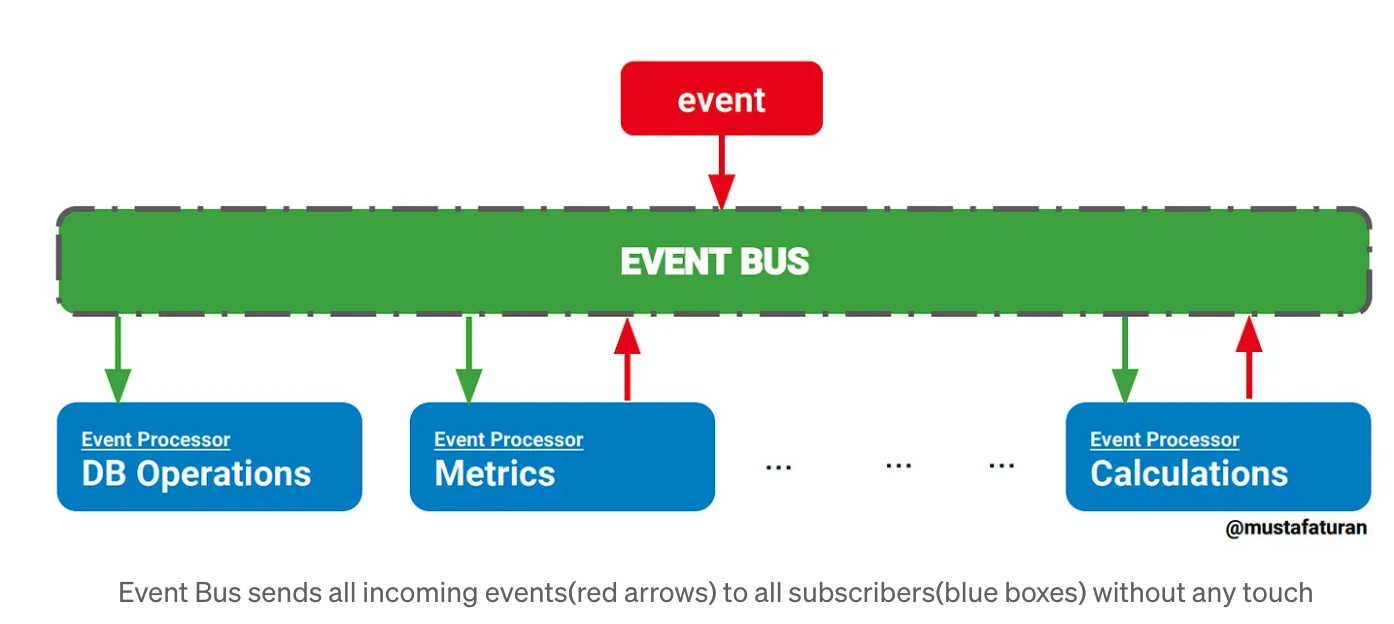 event
EVENT BUS
Event Processor
DB Operations
Event Processor
Metrics
... ... ...
Event Processor
Calculations
@mustafaturan
Event Bus sends all incoming events(red arrows) to all subscribers(blue boxes) without any touch